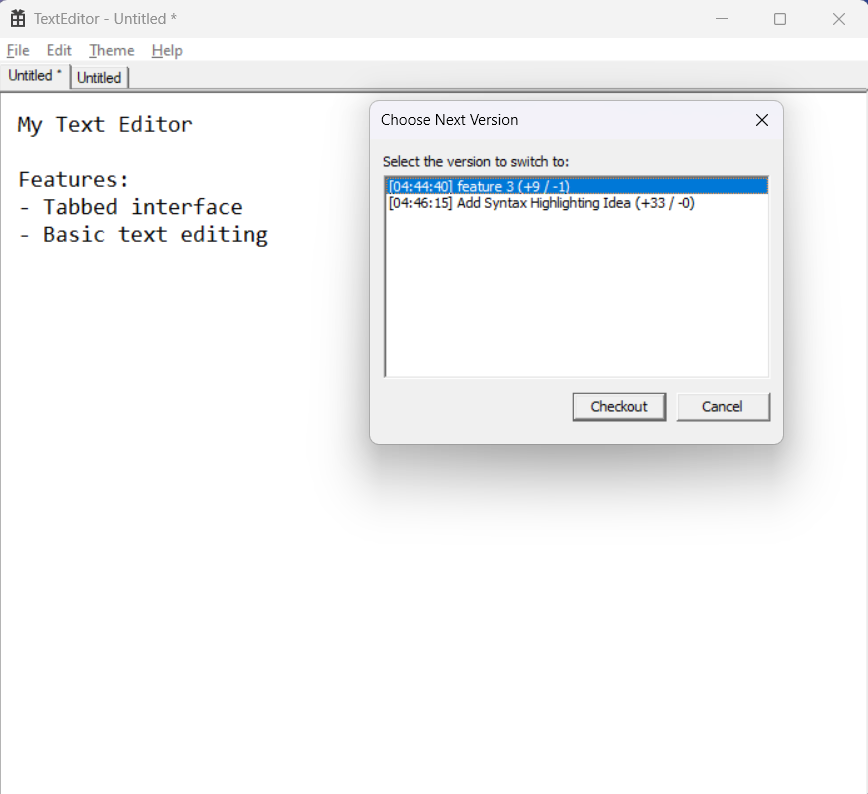 TextEditor - Untitled *
File Edit Theme Help
Untitled * Untitled
My Text Editor
Features:
- Tabbed interface
- Basic text editing
Choose Next Version
Select the version to switch to:
[04:44:40] feature 3 (+9 / -1)
[04:46:15] Add Syntax Highlighting Idea (+33 / -0)
Checkout Cancel